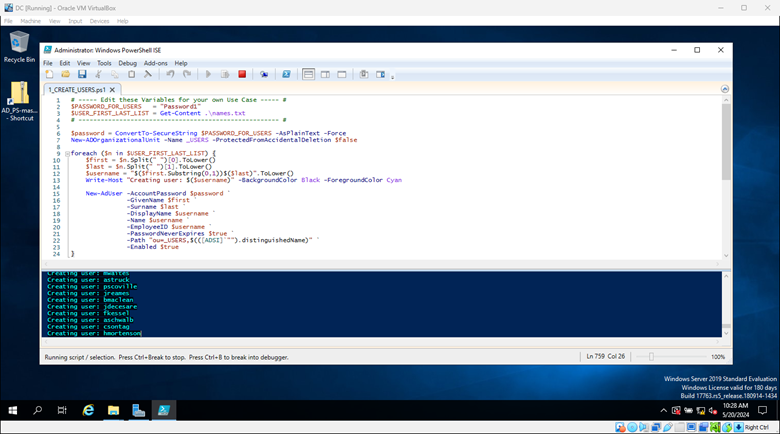 DC [Running] - Oracle VM VirtualBox
File Machine View Input Devices Help
Recycle Bin
AD_PS-mas...
- Shortcut
Administrator: Windows PowerShell ISE
File Edit View Tools Debug Add-ons Help
1_CREATE_USERS.ps1 X
1 # ----- Edit these Variables for your own Use Case ----- #
2 $PASSWORD_FOR_USERS = "Password1"
3 $USER_FIRST_LAST_LIST = Get-Content .\names.txt
4 # ------------------------------------------------------ #
5
6 $password = ConvertTo-SecureString $PASSWORD_FOR_USERS -AsPlainText -Force
7 New-ADOrganizationalUnit -Name _USERS -ProtectedFromAccidentalDeletion $false
8
9 foreach ($n in $USER_FIRST_LAST_LIST) {
10 $first = $n.Split(" ")[0].ToLower()
11 $last = $n.Split(" ")[1].ToLower()
12 $username = "$($first.Substring(0,1))$($last)".ToLower()
13 Write-Host "Creating user: $($username)" -BackgroundColor Black -ForegroundColor Cyan
14
15 New-AdUser -AccountPassword $password `
16 -GivenName $first `
17 -Surname $last `
18 -DisplayName $username `
19 -Name $username `
20 -EmployeeID $username `
21 -PasswordNeverExpires $true `
22 -Path "ou=_USERS,$(([ADSI]`"").distinguishedName)" `
23 -Enabled $true
24 }
Creating user: mwaites
Creating user: astruck
Creating user: pscoville
Creating user: jreames
Creating user: bmaclean
Creating user: jdecesare
Creating user: fkessel
Creating user: aschwalb
Creating user: csontag
Creating user: hmortenson
Running script / selection. Press Ctrl+Break to stop. Press Ctrl+B to break into debugger.
Ln 759 Col 26
100%
Windows Server 2019 Standard Evaluation
Windows License valid for 180 days
Build 17763.rs5_release.180914-1434
10:28 AM
5/20/2024
Right Ctrl